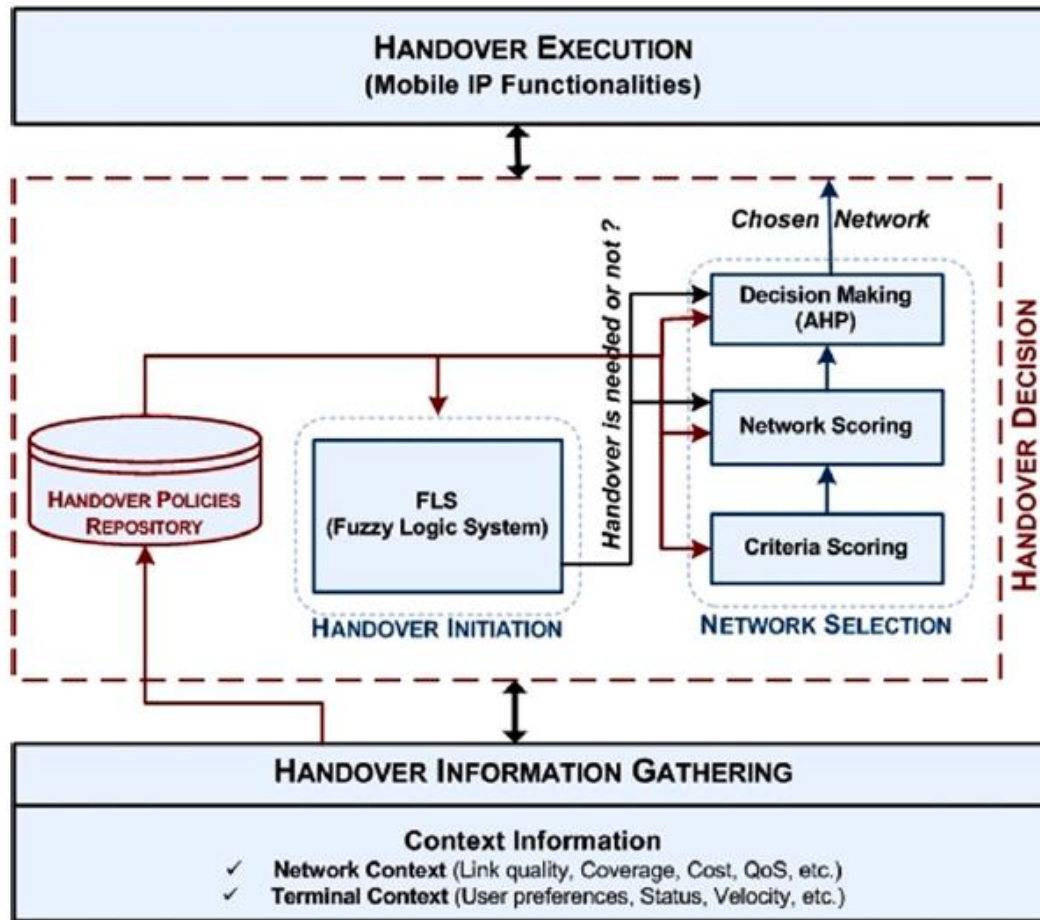 HANDOVER EXECUTION
(Mobile IP Functionalities)
Chosen Network
Handover is needed or not ?
Decision Making
(AHP)
Network Scoring
Criteria Scoring
NETWORK SELECTION
HANDOVER POLICIES
REPOSITORY
FLS
(Fuzzy Logic System)
HANDOVER INITIATION
HANDOVER DECISION
HANDOVER INFORMATION GATHERING
Context Information
✓ Network Context (Link quality, Coverage, Cost, QoS, etc.)
✓ Terminal Context (User preferences, Status, Velocity, etc.)